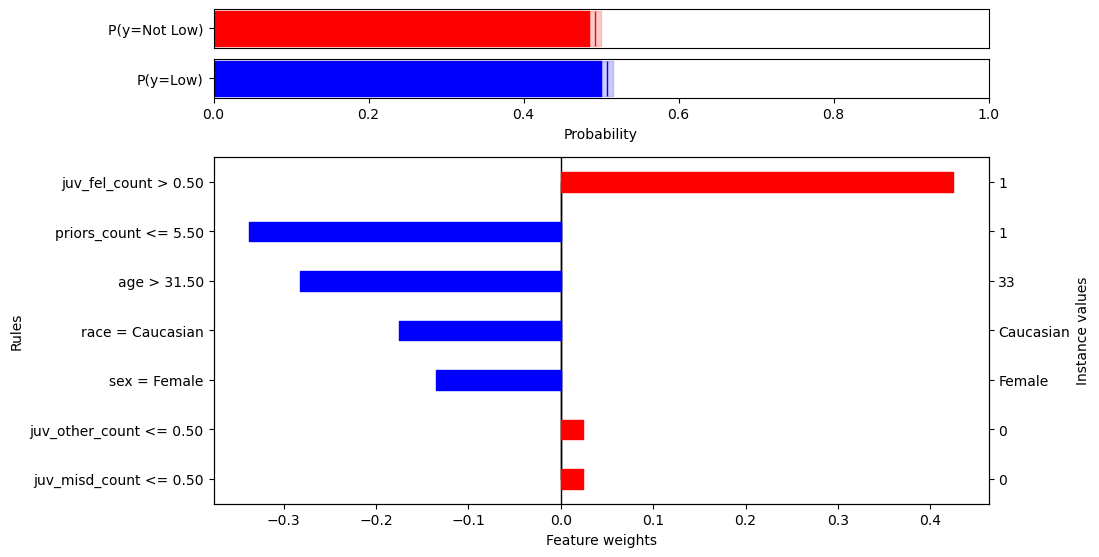 P(y=Not Low)
P(y=Low)
0.0 0.2 0.4 0.6 0.8 1.0
Probability
juv_fel_count > 0.50 1
priors_count <= 5.50 1
age > 31.50 33
race = Caucasian Caucasian
sex = Female Female
juv_other_count <= 0.50 0
juv_misd_count <= 0.50 0
Rules
Instance values
−0.3 −0.2 −0.1 0.0 0.1 0.2 0.3 0.4
Feature weights